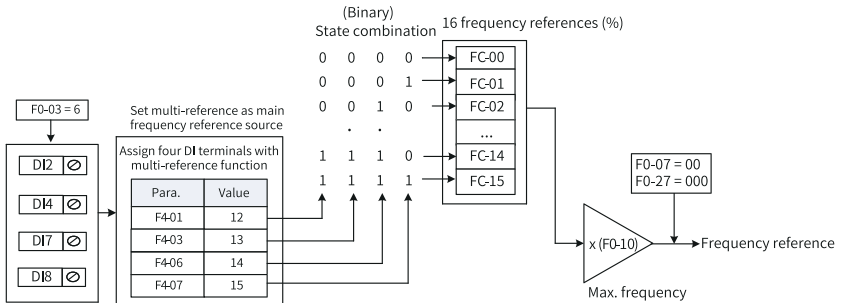 (Binary)
State combination
16 frequency references (%)
0 0 0 0
FC-00
0 0 0 1
FC-01
0 0 1 0
FC-02
. .
...
1 1 1 0
FC-14
1 1 1 1
FC-15
F0-03 = 6
Set multi-reference as main
frequency reference source
Assign four DI terminals with
multi-reference function
DI2
DI4
DI7
DI8
Para. Value
F4-01 12
F4-03 13
F4-06 14
F4-07 15
F0-07 = 00
F0-27 = 000
x (F0-10)
Frequency reference
Max. frequency